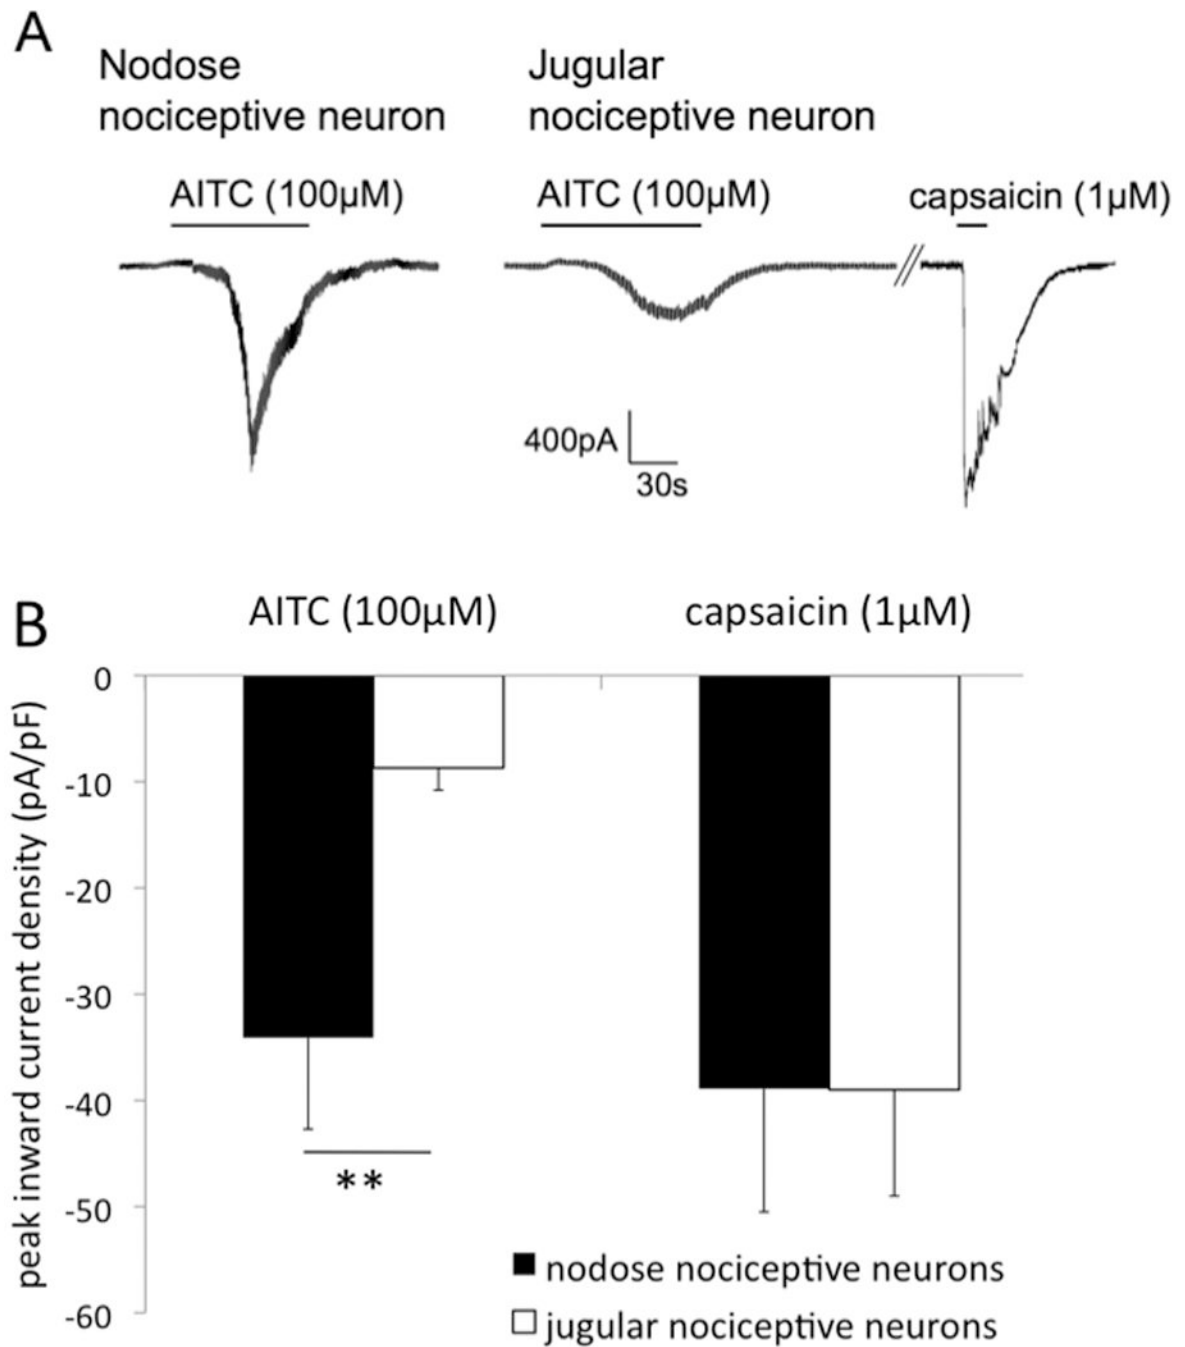 A
Nodose
nociceptive neuron
Jugular
nociceptive neuron
AITC (100μM)
AITC (100μM)
capsaicin (1μM)
400pA
30s
B
AITC (100μM)
capsaicin (1μM)
peak inward current density (pA/pF)
0
-10
-20
-30
-40
-50
-60
**
nodose nociceptive neurons
jugular nociceptive neurons